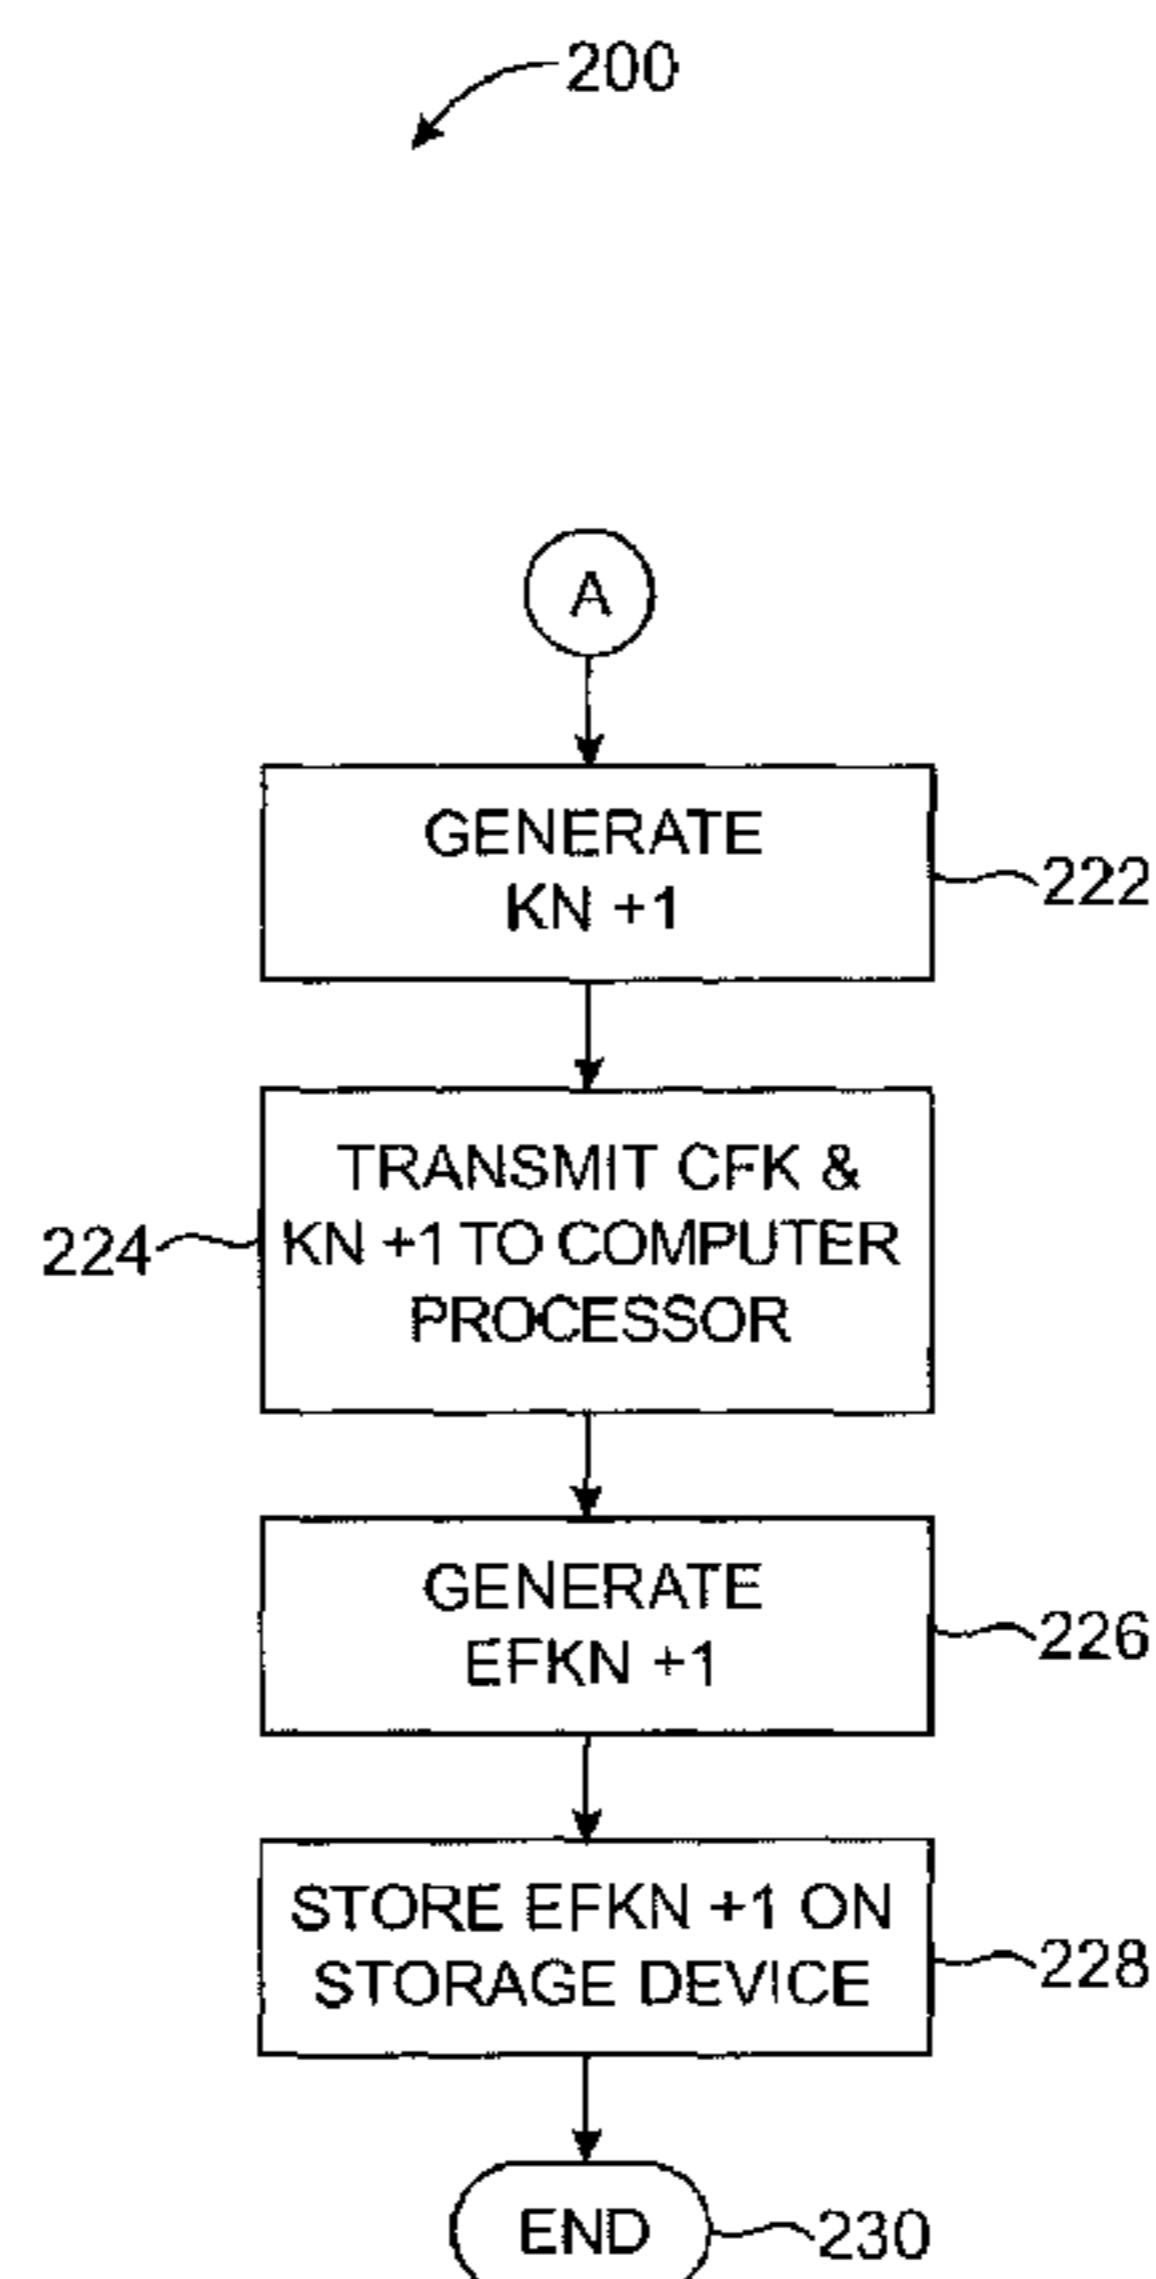 200
A
GENERATE
KN +1
222
TRANSMIT CFK &
KN +1 TO COMPUTER
PROCESSOR
224
GENERATE
EFKN +1
226
STORE EFKN +1 ON
STORAGE DEVICE
228
END
230